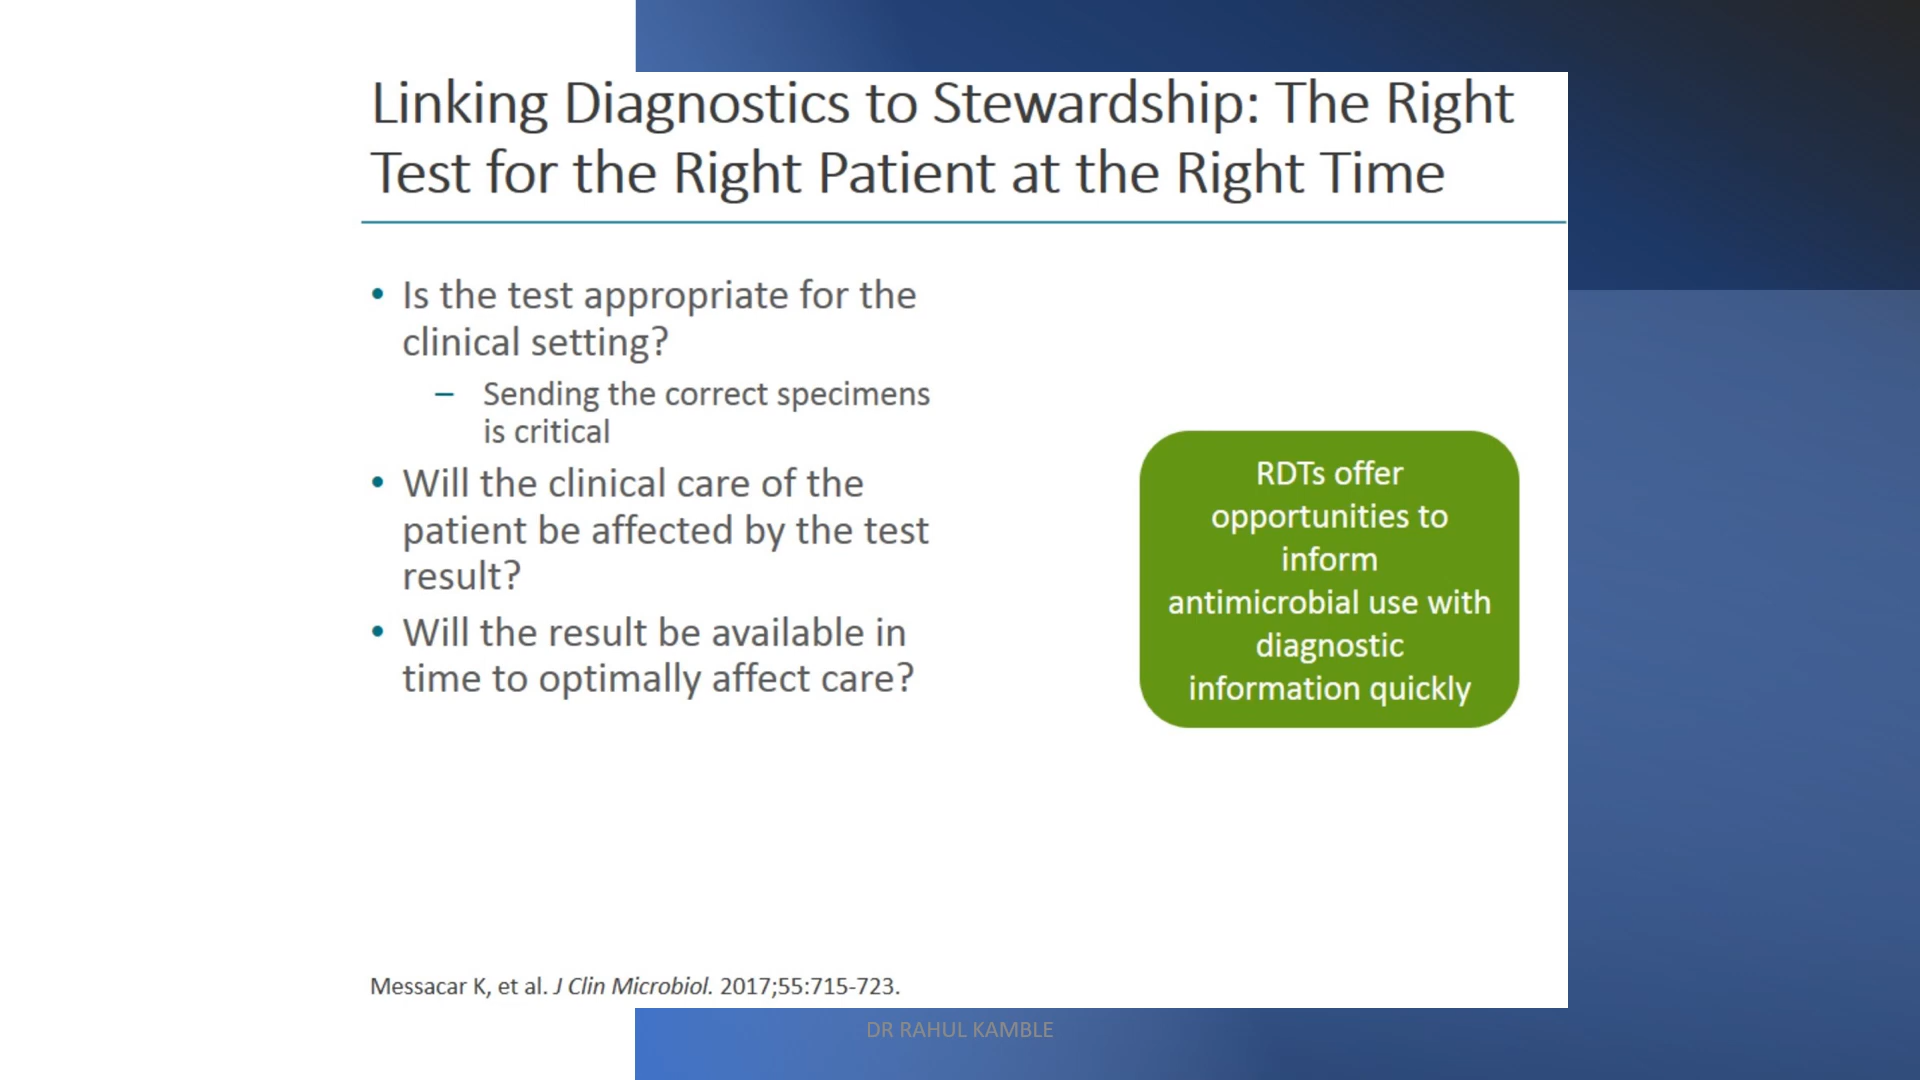 Linking Diagnostics to Stewardship: The Right
Test for the Right Patient at the Right Time
• Is the test appropriate for the
clinical setting?
– Sending the correct specimens
is critical
• Will the clinical care of the
patient be affected by the test
result?
• Will the result be available in
time to optimally affect care?
RDTs offer
opportunities to
inform
antimicrobial use with
diagnostic
information quickly
Messacar K, et al. J Clin Microbiol. 2017;55:715-723.
DR RAHUL KAMBLE